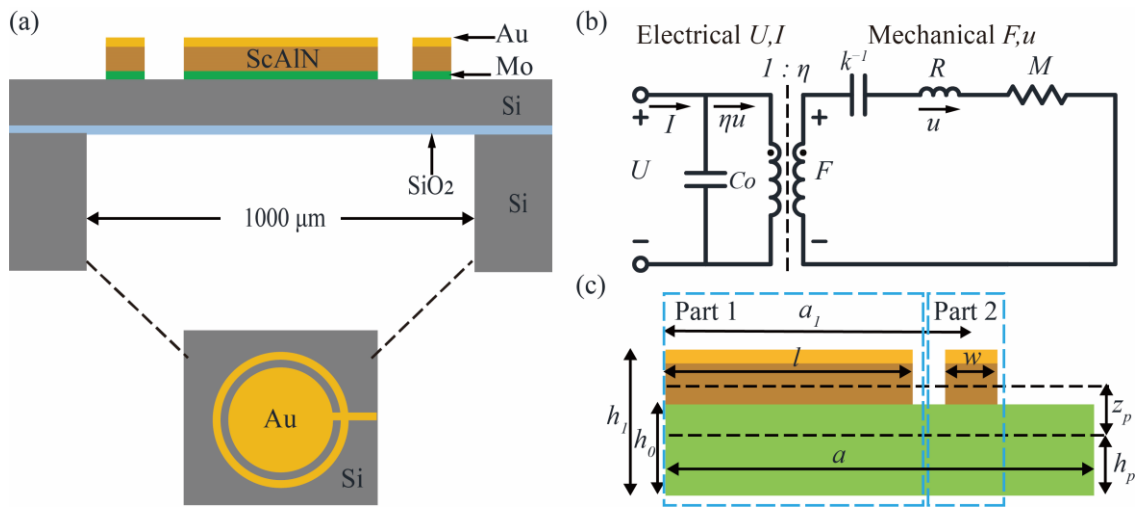 (a)
Au
ScAlN
Mo
Si
SiO₂
Si
1000 μm
Au
Si
(b)
Electrical U,I
Mechanical F,u
1 : η
k⁻¹
R
M
+
I
ηu
+
u
U
Co
F
−
−
(c)
Part 1
Part 2
a₁
l
w
h₁
h₀
zₚ
a
hₚ